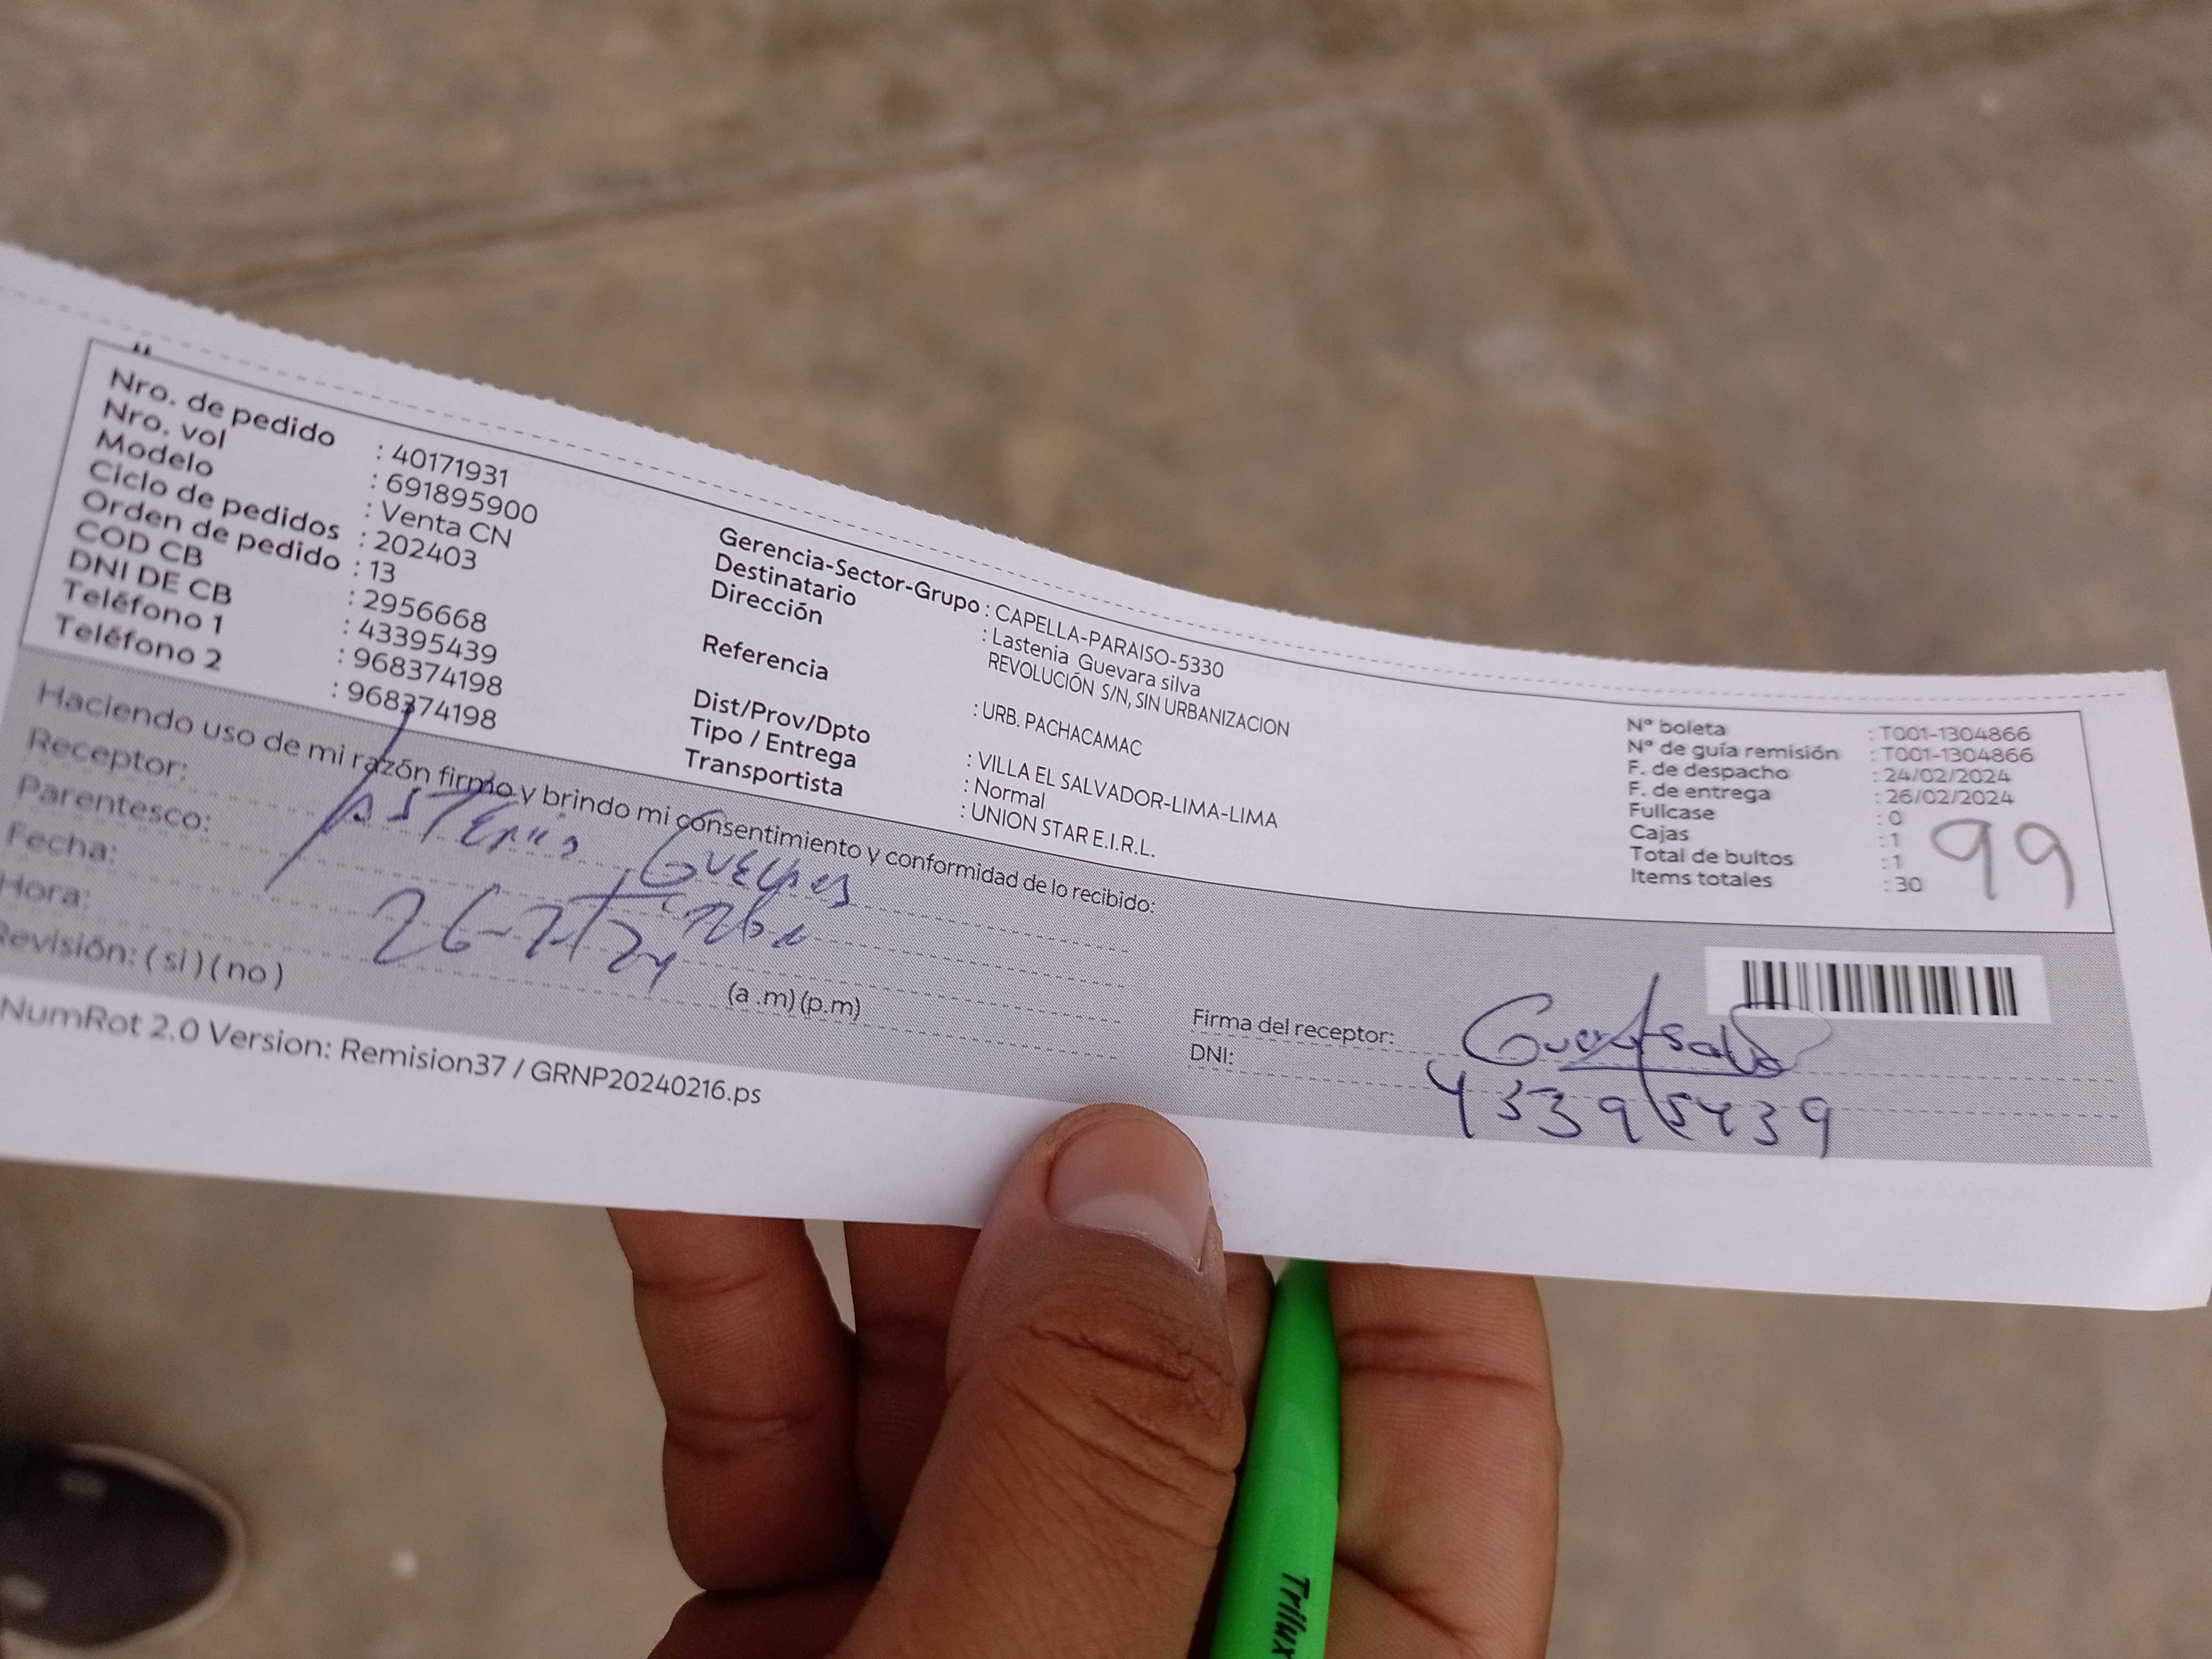 Nro. de pedido : 40171931
Nro. vol : 691895900
Modelo : Venta CN
Ciclo de pedidos : 202403
Orden de pedido : 13
COD CB : 2956668
DNI DE CB : 43395439
Teléfono 1 : 968374198
Teléfono 2 : 968374198
Gerencia-Sector-Grupo : CAPELLA-PARAISO-5330
Destinatario : Lastenia Guevara silva
Dirección REVOLUCIÓN S/N, SIN URBANIZACION
Referencia : URB. PACHACAMAC
Dist/Prov/Dpto : VILLA EL SALVADOR-LIMA-LIMA
Tipo / Entrega : Normal
Transportista : UNION STAR E.I.R.L.
N° boleta : T001-1304866
N° de guía remisión : T001-1304866
F. de despacho : 24/02/2024
F. de entrega : 26/02/2024
Fullcase : 0
Cajas : 1
Total de bultos : 1
Items totales : 30
99
Haciendo uso de mi razón firmo y brindo mi consentimiento y conformidad de lo recibido:
Receptor:
Parentesco:
Fecha: 26-2-24
Hora: (a.m)(p.m)
Revisión: ( si ) ( no )
Firma del receptor:
DNI: 43395439
NumRot 2.0 Version: Remision37 / GRNP20240216.ps
Trilux